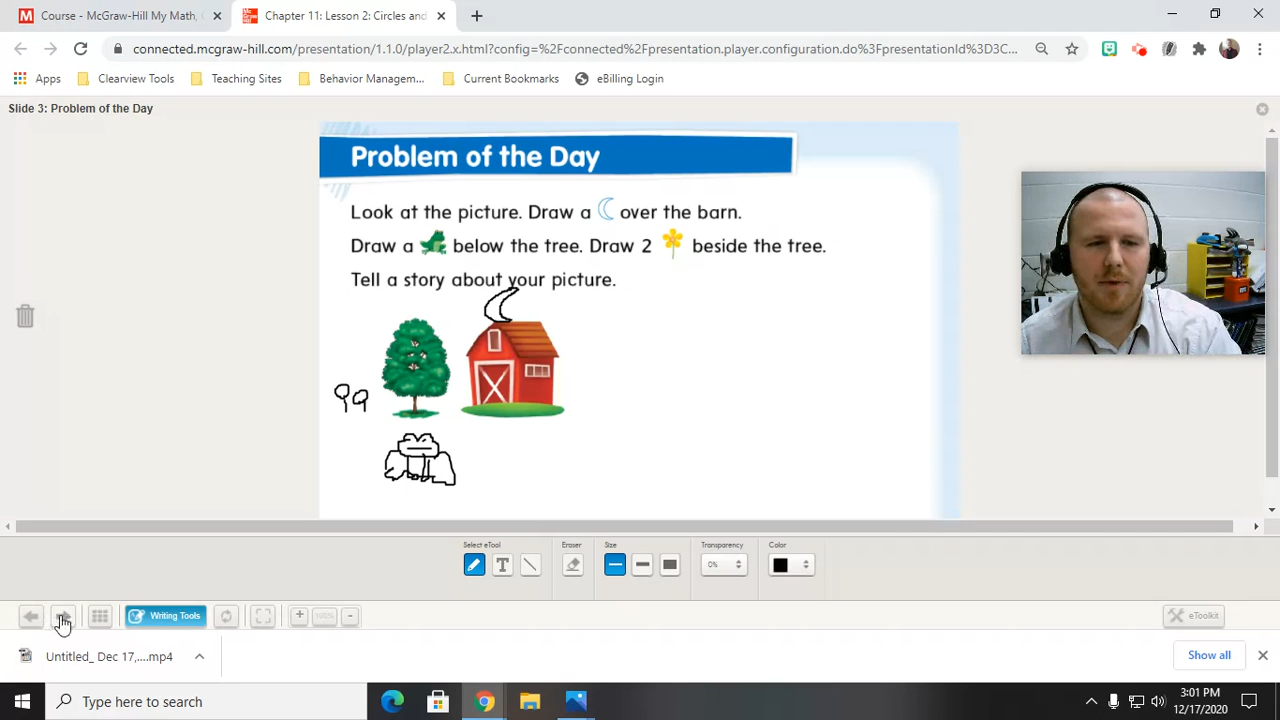 Course - McGraw-Hill My Math,
Chapter 11: Lesson 2: Circles and
connected.mcgraw-hill.com/presentation/1.1.0/player2.x.html?config=%2Fconnected%2Fpresentation.player.configuration.do%3FpresentationId%3D3C...
Apps
Clearview Tools
Teaching Sites
Behavior Managem...
Current Bookmarks
eBilling Login
Slide 3: Problem of the Day
Problem of the Day
Look at the picture. Draw a over the barn.
Draw a below the tree. Draw 2 beside the tree.
Tell a story about your picture.
Select eTool
Eraser
Size
Transparency
Color
T
0%
Writing Tools
100%
eToolkit
Untitled_ Dec 17,....mp4
Show all
Type here to search
3:01 PM
12/17/2020